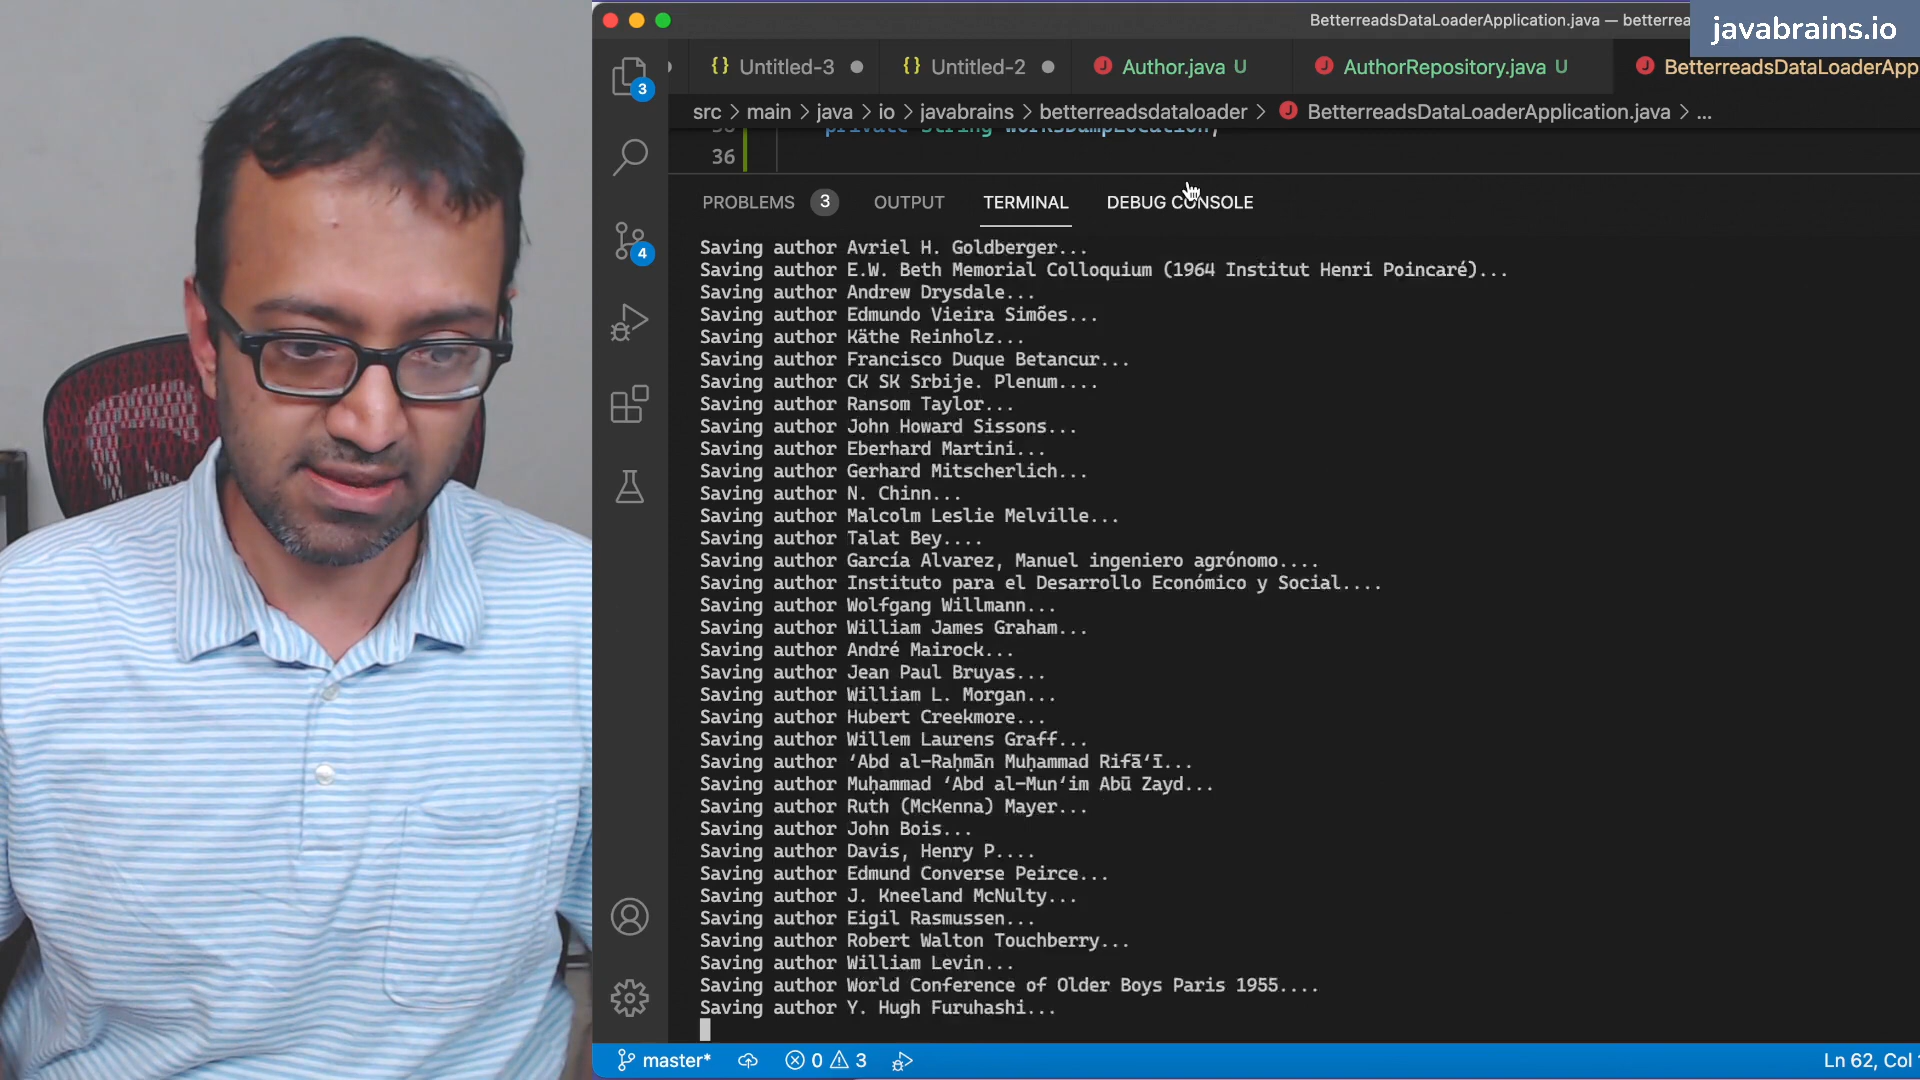 BetterreadsDataLoaderApplication.java — betterrea
javabrains.io
3
{} Untitled-3
{} Untitled-2
J Author.java U
J AuthorRepository.java U
J BetterreadsDataLoaderApp
src > main > java > io > javabrains > betterreadsdataloader > J BetterreadsDataLoaderApplication.java > ...
private String worksDumpLocation;
36
PROBLEMS 3 OUTPUT TERMINAL DEBUG CONSOLE
4
Saving author Avriel H. Goldberger...
Saving author E.W. Beth Memorial Colloquium (1964 Institut Henri Poincaré)...
Saving author Andrew Drysdale...
Saving author Edmundo Vieira Simões...
Saving author Käthe Reinholz...
Saving author Francisco Duque Betancur...
Saving author CK SK Srbije. Plenum....
Saving author Ransom Taylor...
Saving author John Howard Sissons...
Saving author Eberhard Martini...
Saving author Gerhard Mitscherlich...
Saving author N. Chinn...
Saving author Malcolm Leslie Melville...
Saving author Talat Bey....
Saving author García Alvarez, Manuel ingeniero agrónomo....
Saving author Instituto para el Desarrollo Económico y Social....
Saving author Wolfgang Willmann...
Saving author William James Graham...
Saving author André Mairock...
Saving author Jean Paul Bruyas...
Saving author William L. Morgan...
Saving author Hubert Creekmore...
Saving author Willem Laurens Graff...
Saving author ʻAbd al-Raḥmān Muḥammad Rifāʻī...
Saving author Muḥammad ʻAbd al-Munʻim Abū Zayd...
Saving author Ruth (McKenna) Mayer...
Saving author John Bois...
Saving author Davis, Henry P....
Saving author Edmund Converse Peirce...
Saving author J. Kneeland McNulty...
Saving author Eigil Rasmussen...
Saving author Robert Walton Touchberry...
Saving author William Levin...
Saving author World Conference of Older Boys Paris 1955....
Saving author Y. Hugh Furuhashi...
master* 0 3
Ln 62, Col